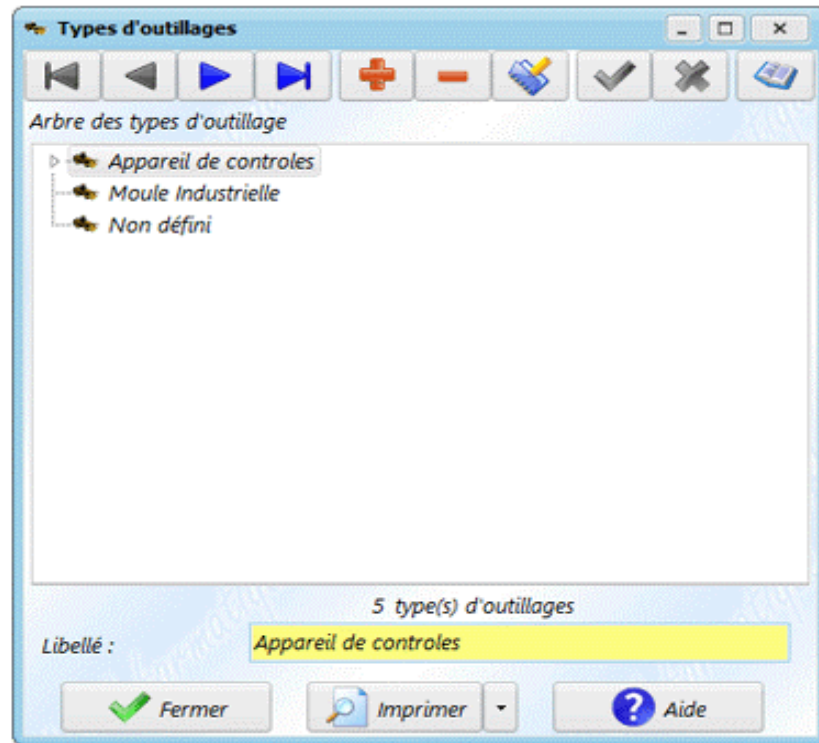 Types d'outillages
Arbre des types d'outillage
Appareil de controles
Moule Industrielle
Non défini
5 type(s) d'outillages
Libellé : Appareil de controles
Fermer Imprimer Aide